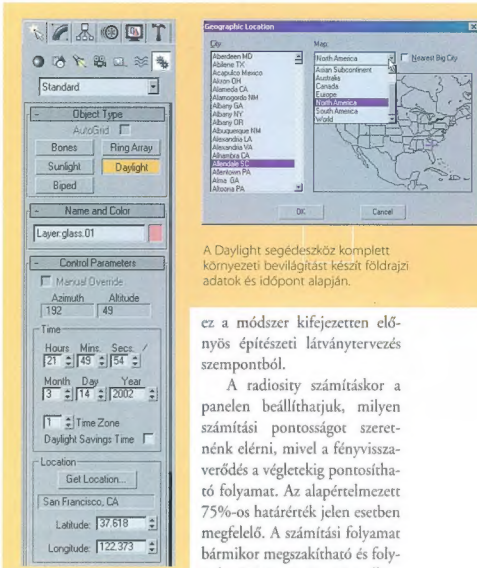 Standard
- Object Type
AutoGrid
Bones Ring Array
Sunlight Daylight
Biped
- Name and Color
Layer:glass.01
- Control Parameters
Manual Override
Azimuth Altitude
192 49
Time
Hours Mins. Secs. /
21 49 54
Month Day Year
3 14 2002
1 Time Zone
Daylight Savings Time
Location
Get Location...
San Francisco, CA
Latitude: 37.618
Longitude: 122.373
Geographic Location
City
Aberdeen MD
Abilene TX
Acapulco Mexico
Akron OH
Alameda CA
Alamogordo NM
Albany GA
Albany NY
Albany OR
Albuquerque NM
Alexandria LA
Alexandria VA
Alhambra CA
Allendale SC
Allentown PA
Alma GA
Altoona PA
Map:
North America
Nearest Big City
Asian Subcontinent
Australia
Canada
Europe
North America
South America
World
OK Cancel
A Daylight segédeszköz komplett
környezeti bevilágítást készít földrajzi
adatok és időpont alapján.
ez a módszer kifejezetten elő-
nyös építészeti látványtervezés
szempontból.
A radiosity számításkor a
panelen beállíthatjuk, milyen
számítási pontosságot szeret-
nénk elérni, mivel a fényvissza-
verődés a végletekig pontosítha-
tó folyamat. Az alapértelmezett
75%-os határérték jelen esetben
megfelelő. A számítási folyamat
bármikor megszakítható és foly-